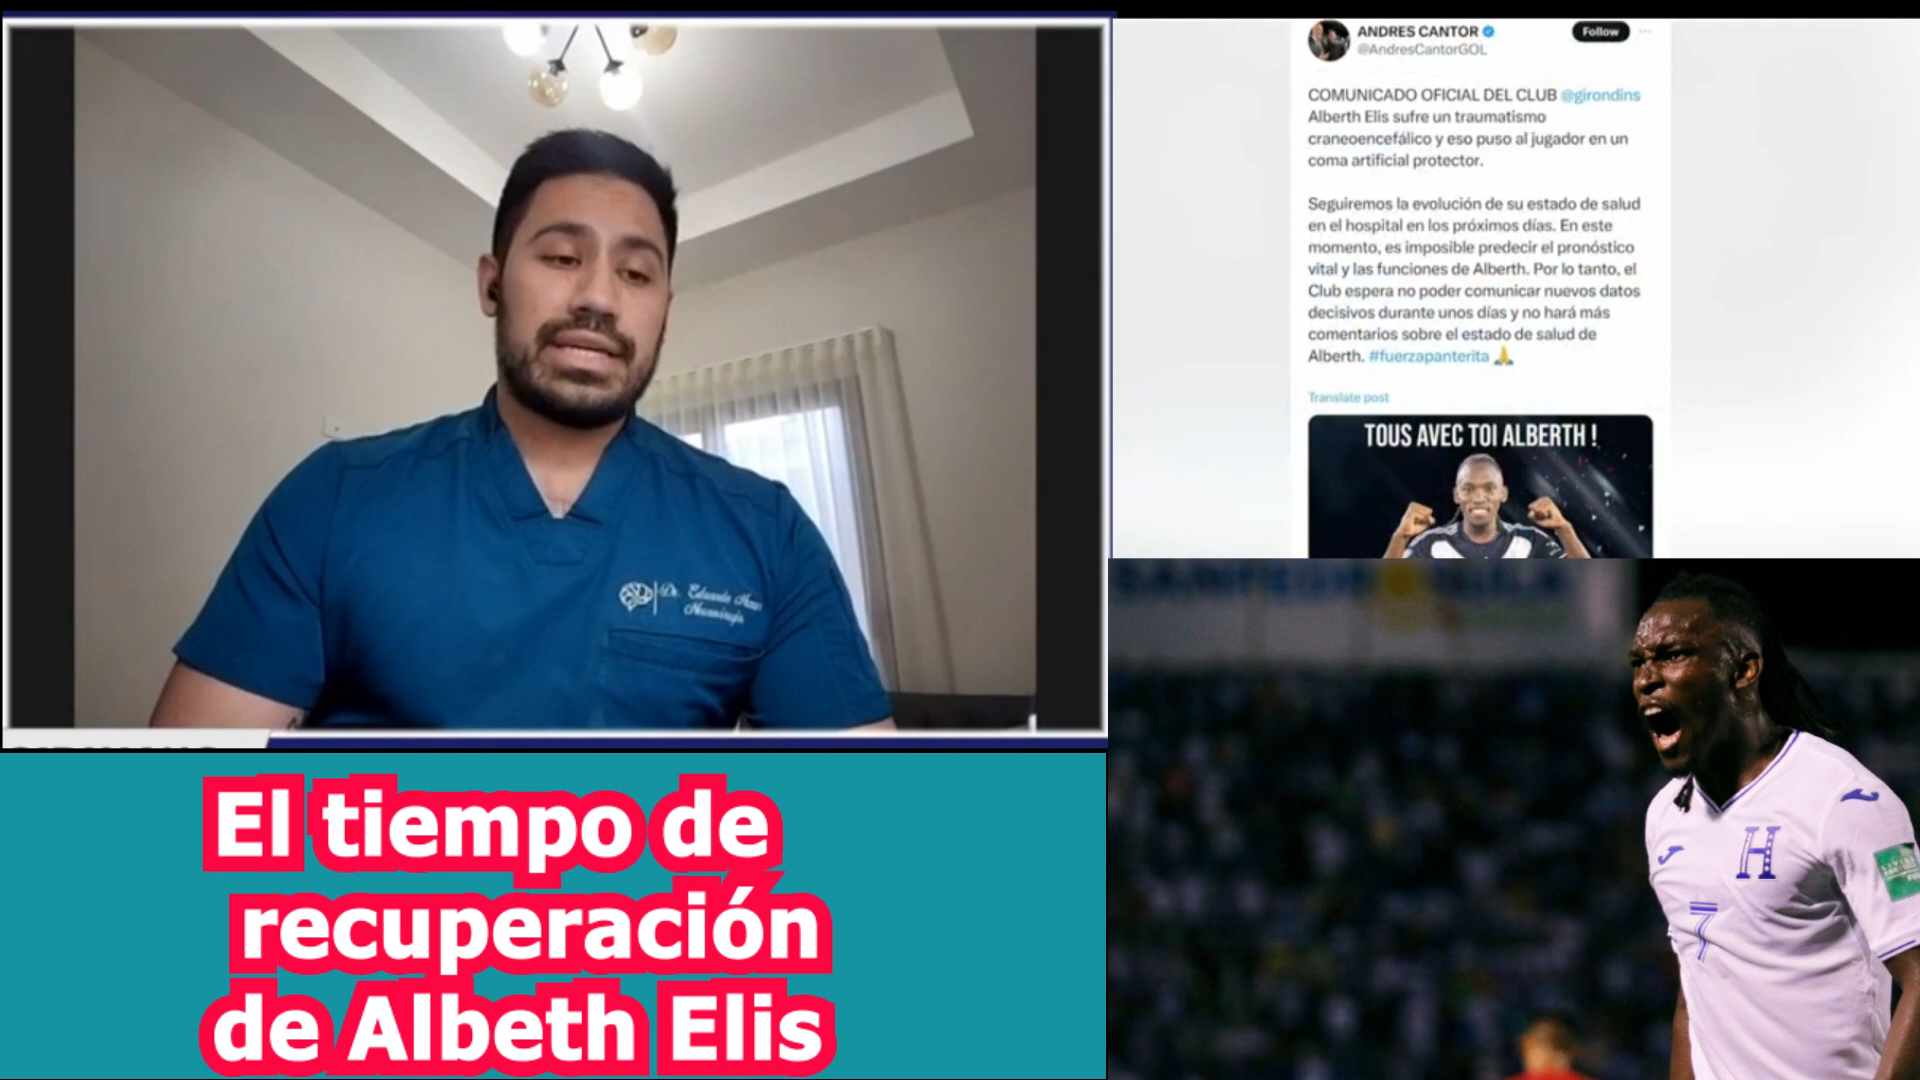 ANDRES CANTOR
@AndresCantorGOL
Follow
COMUNICADO OFICIAL DEL CLUB @girondins
Alberth Elis sufre un traumatismo
craneoencefálico y eso puso al jugador en un
coma artificial protector.
Seguiremos la evolución de su estado de salud
en el hospital en los próximos días. En este
momento, es imposible predecir el pronóstico
vital y las funciones de Alberth. Por lo tanto, el
Club espera no poder comunicar nuevos datos
decisivos durante unos días y no hará más
comentarios sobre el estado de salud de
Alberth. #fuerzapanterita 🙏
Translate post
TOUS AVEC TOI ALBERTH !
Dr. Eduardo
H
7
El tiempo de
recuperación
de Albeth Elis